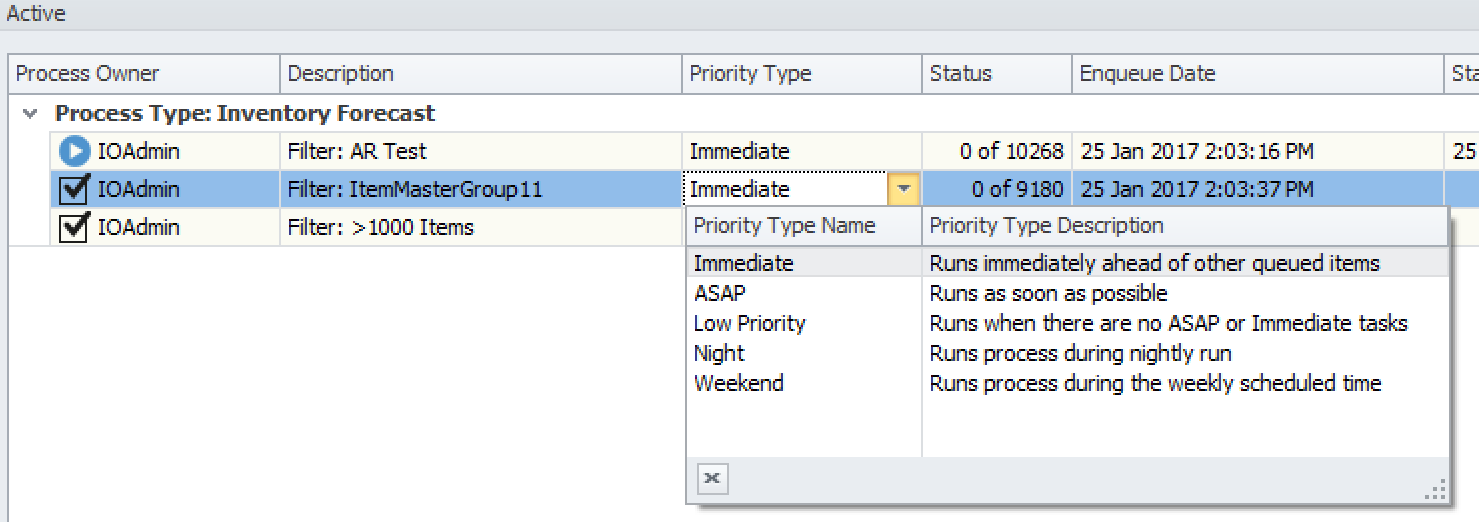 Active
Process Owner Description Priority Type Status Enqueue Date Sta
Process Type: Inventory Forecast
IOAdmin Filter: AR Test Immediate 0 of 10268 25 Jan 2017 2:03:16 PM 25
IOAdmin Filter: ItemMasterGroup11 Immediate 0 of 9180 25 Jan 2017 2:03:37 PM
IOAdmin Filter: >1000 Items
Priority Type Name Priority Type Description
Immediate Runs immediately ahead of other queued items
ASAP Runs as soon as possible
Low Priority Runs when there are no ASAP or Immediate tasks
Night Runs process during nightly run
Weekend Runs process during the weekly scheduled time